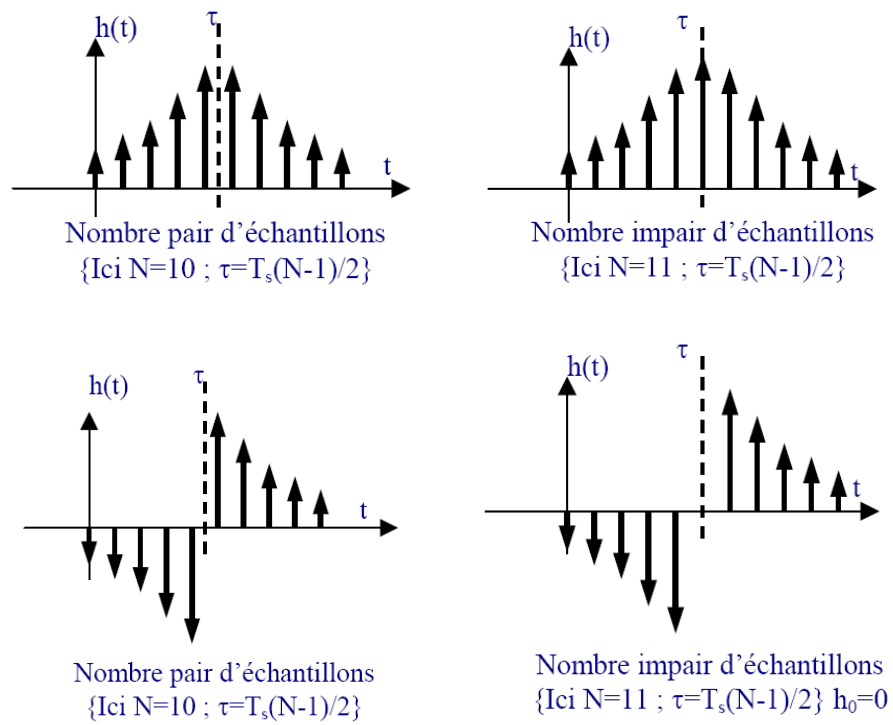 h(t)
τ
t
Nombre pair d'échantillons
{Ici N=10 ; τ=Tₛ(N-1)/2}
h(t)
τ
t
Nombre impair d'échantillons
{Ici N=11 ; τ=Tₛ(N-1)/2}
h(t)
τ
t
Nombre pair d'échantillons
{Ici N=10 ; τ=Tₛ(N-1)/2}
h(t)
τ
t
Nombre impair d'échantillons
{Ici N=11 ; τ=Tₛ(N-1)/2} h₀=0